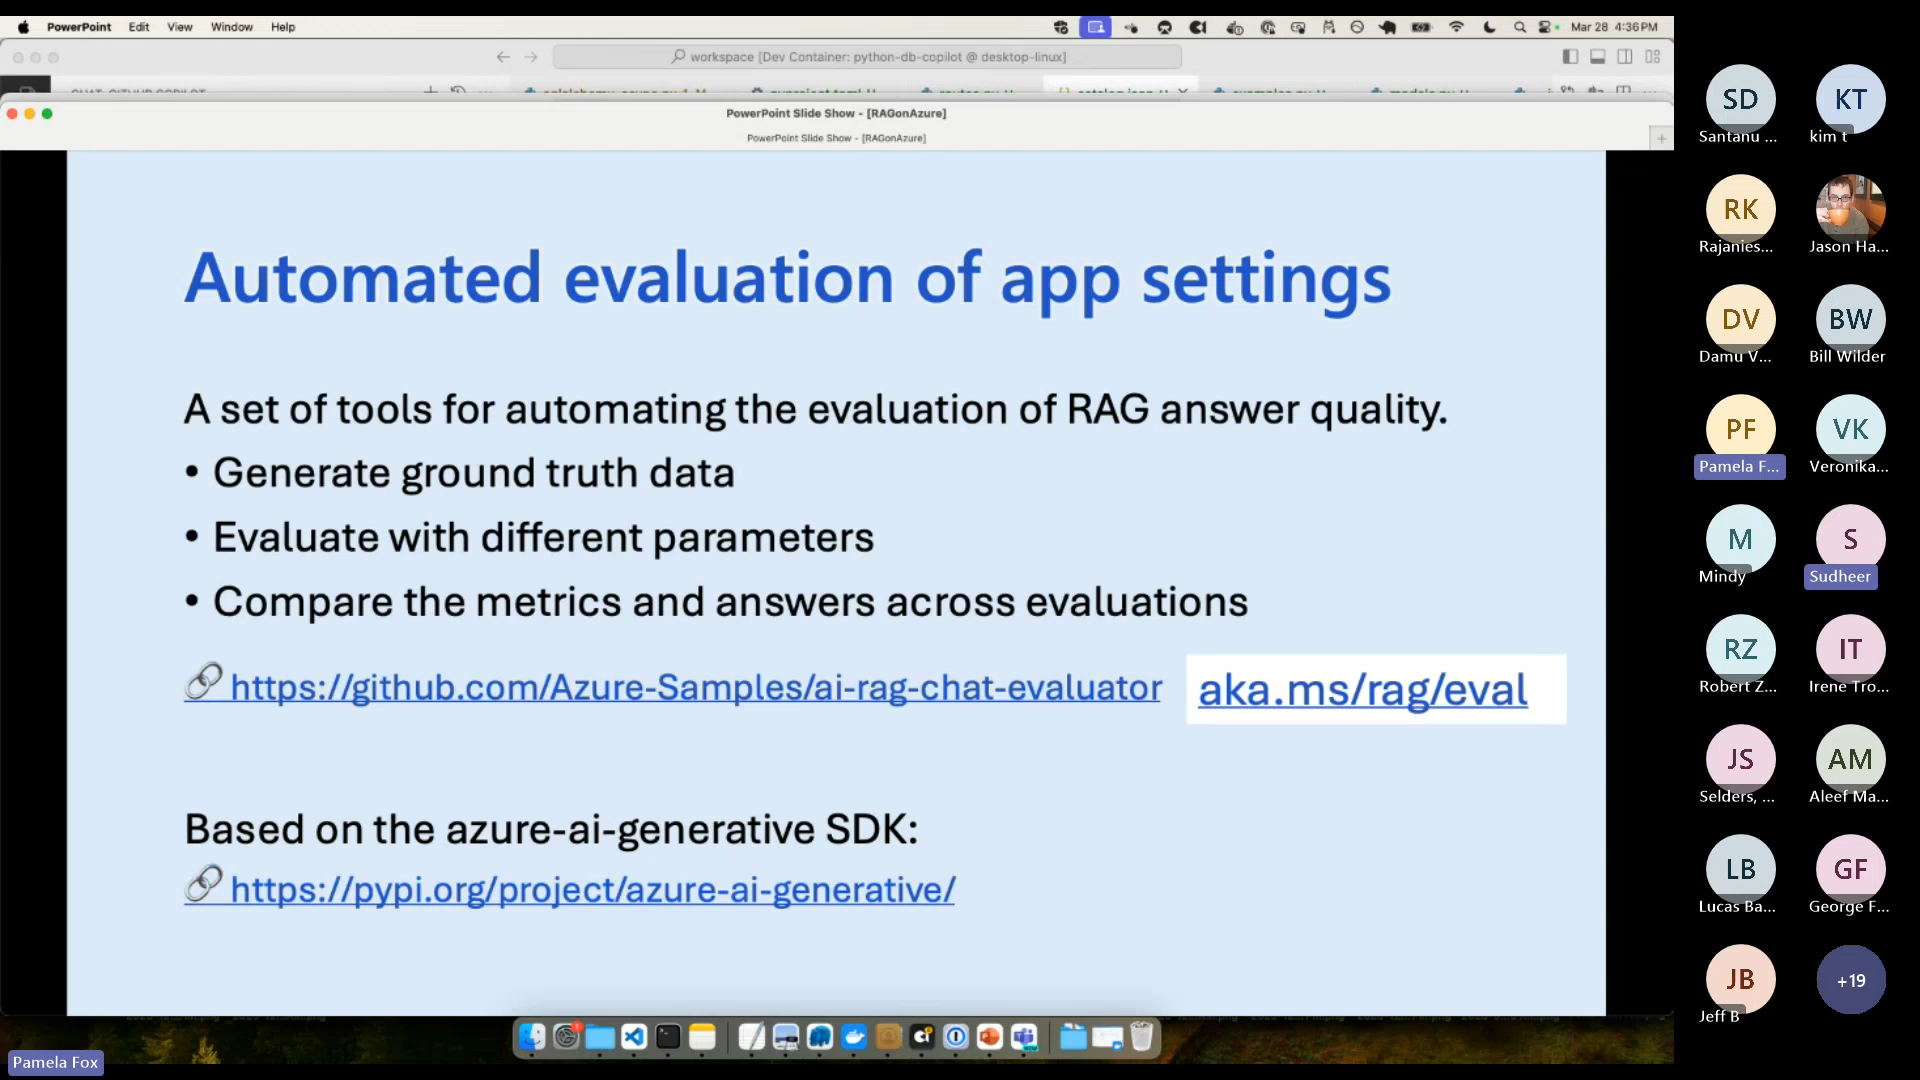 PowerPoint Edit View Window Help
Mar 28 4:36PM
workspace [Dev Container: python-db-copilot @ desktop-linux]
PowerPoint Slide Show - [RAGonAzure]
PowerPoint Slide Show - [RAGonAzure]
Automated evaluation of app settings
A set of tools for automating the evaluation of RAG answer quality.
• Generate ground truth data
• Evaluate with different parameters
• Compare the metrics and answers across evaluations
https://github.com/Azure-Samples/ai-rag-chat-evaluator
aka.ms/rag/eval
Based on the azure-ai-generative SDK:
https://pypi.org/project/azure-ai-generative/
Pamela Fox
SD
Santanu ...
KT
kim t
RK
Rajanies...
Jason Ha...
DV
Damu V...
BW
Bill Wilder
PF
Pamela F...
VK
Veronika...
M
Mindy
S
Sudheer
RZ
Robert Z...
IT
Irene Tro...
JS
Selders, ...
AM
Aleef Ma...
LB
Lucas Ba...
GF
George F...
JB
Jeff B
+19